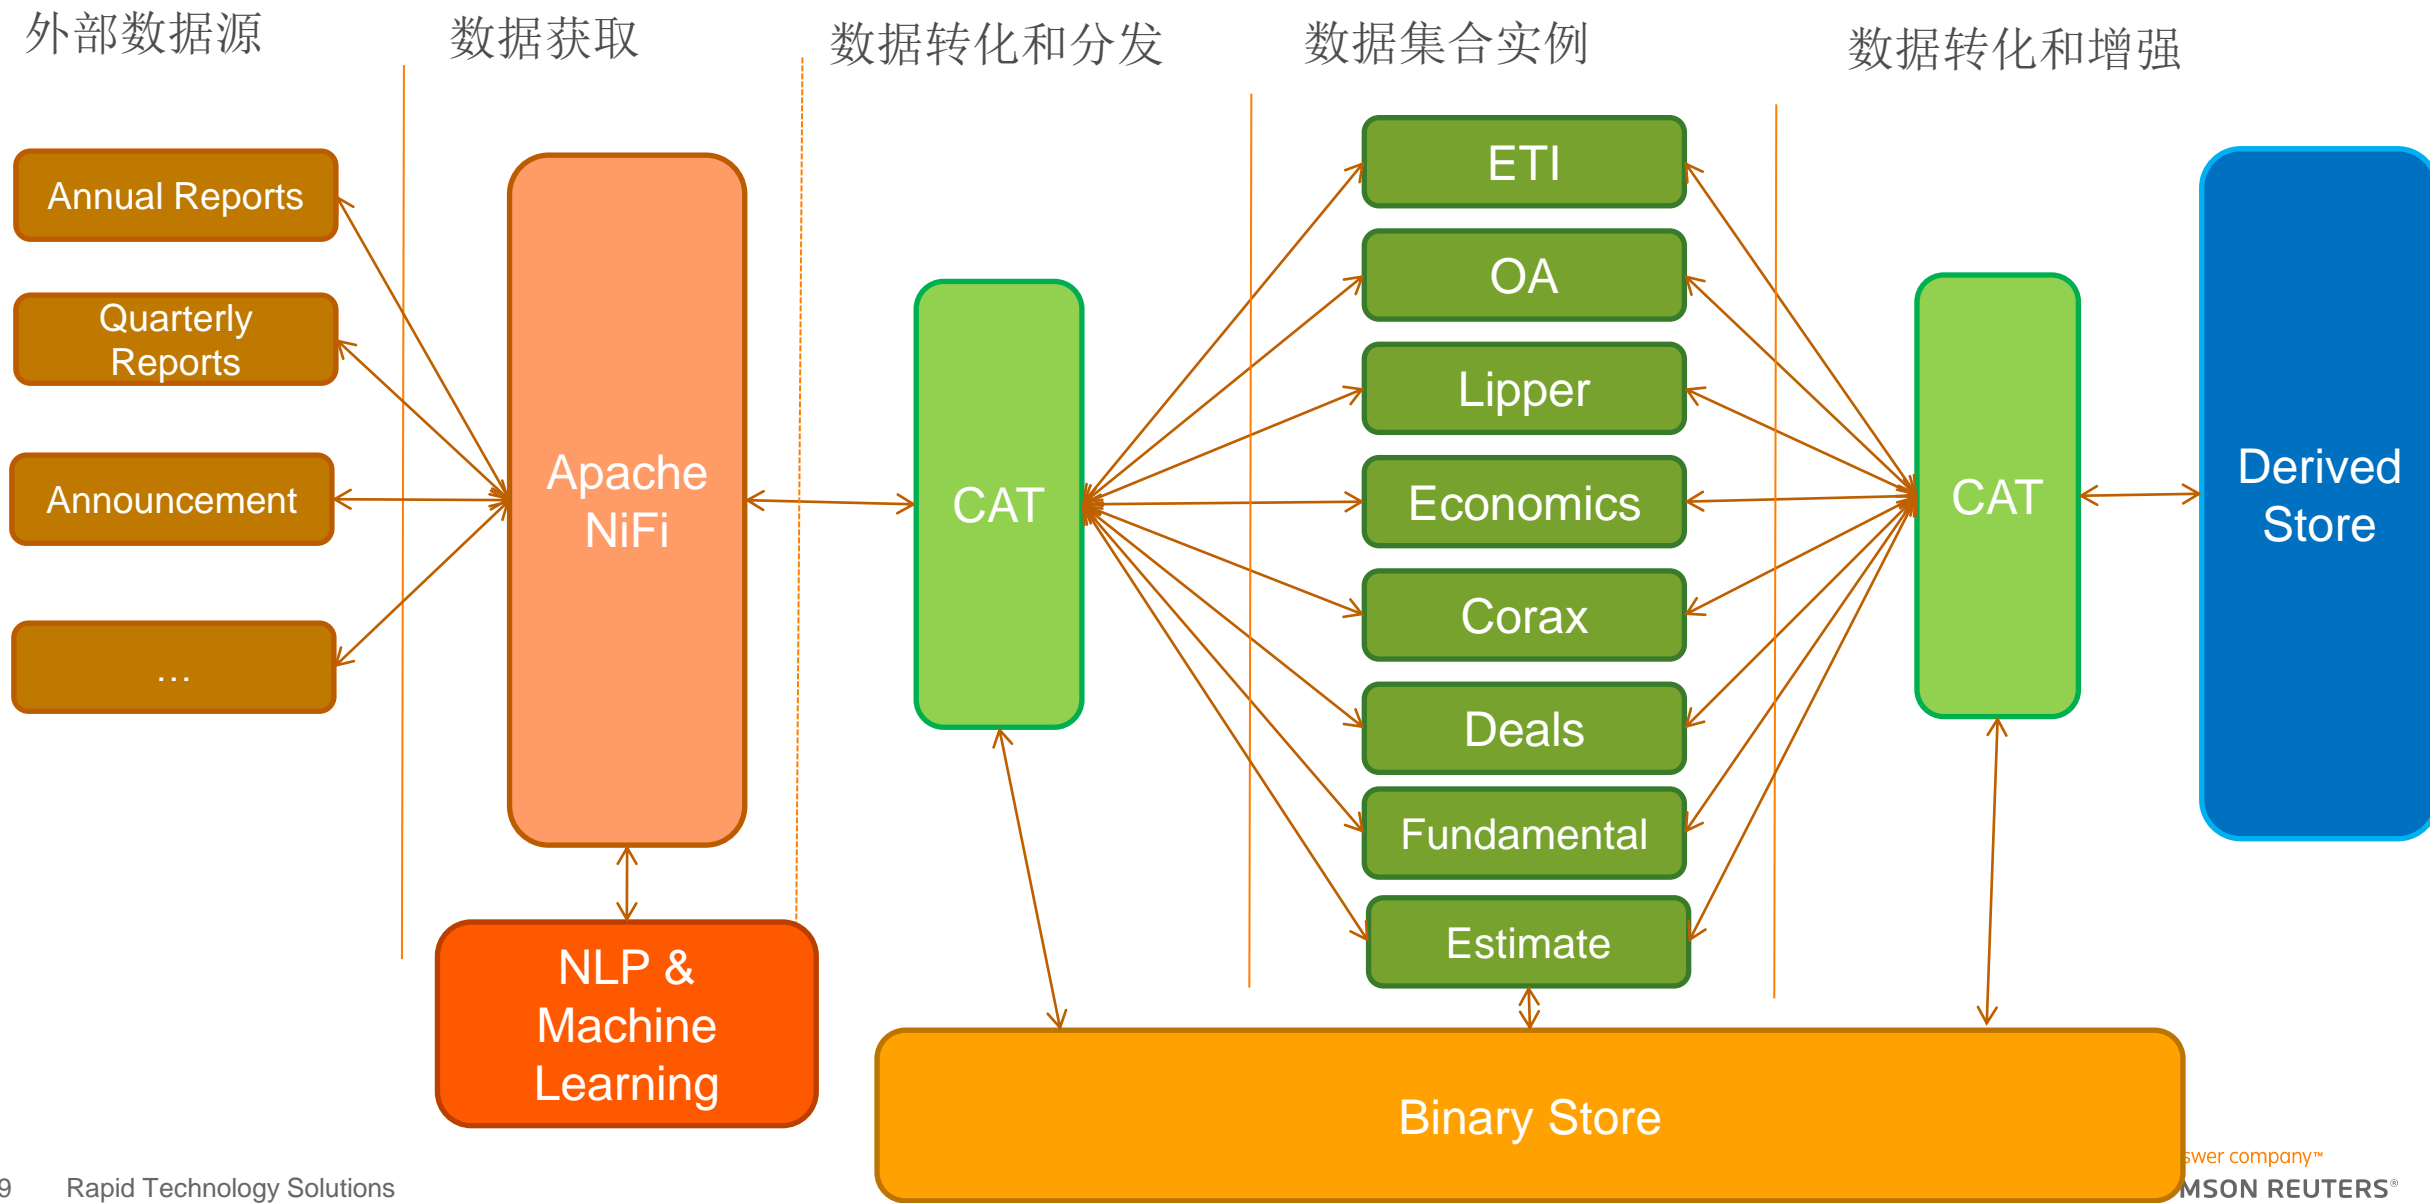 外部数据源
数据获取
数据转化和分发
数据集合实例
数据转化和增强
Annual Reports
Quarterly
Reports
Announcement
...
Apache
NiFi
NLP &
Machine
Learning
CAT
ETI
OA
Lipper
Economics
Corax
Deals
Fundamental
Estimate
CAT
Derived
Store
Binary Store
9 Rapid Technology Solutions
swer company™
MSON REUTERS®